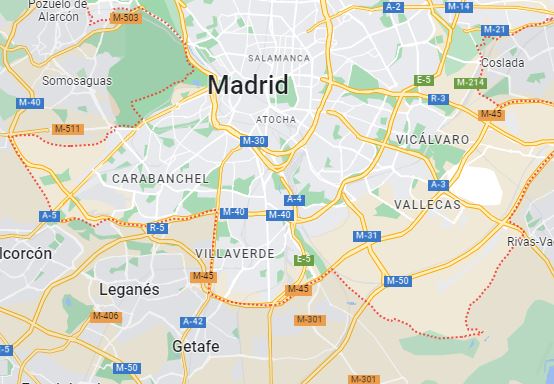 Pozuelo de
Alarcón
M-503
A-2
M-14
M-21
SALAMANCA
Coslada
Somosaguas
Madrid
E-5
M-214
M-40
R-3
M-45
ATOCHA
M-511
M-30
VICÁLVARO
CARABANCHEL
A-3
A-4
VALLECAS
A-5
M-40
M-40
R-5
M-31
Rivas-Va
lcorcón
VILLAVERDE
E-5
M-45
M-50
Leganés
M-45
M-406
A-42
M-301
Getafe
-5
M-50
M-301